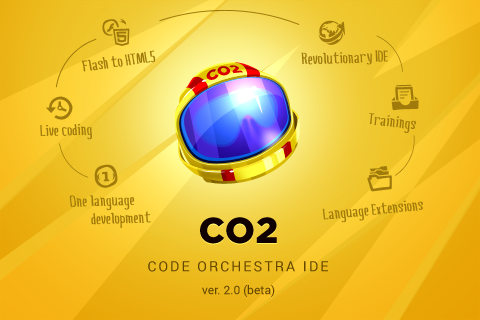 Flash to HTML5
Revolutionary IDE
CO2
Live coding
Trainings
1
One language
development
Language Extensions
CO2
CODE ORCHESTRA IDE
ver. 2.0 (beta)